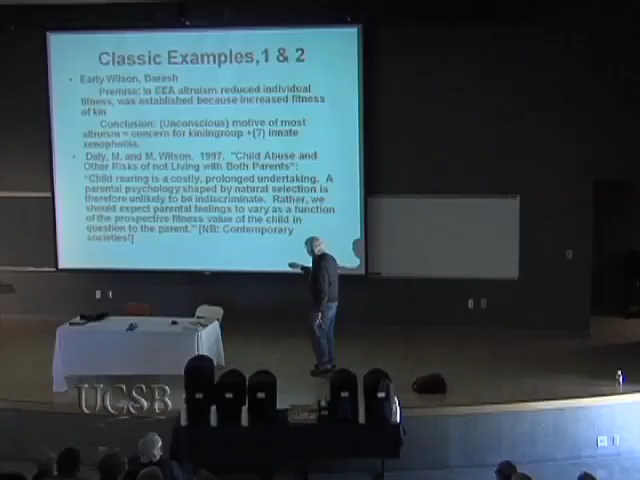 Classic Examples,1 & 2
• Early Wilson, Barash
Premise: in EEA altruism reduced individual
fitness, was established because increased fitness
of kin
Conclusion: (Unconscious) motive of most
altruism = concern for kin/ingroup +(?) innate
xenophobia.
• Daly, M. and M. Wilson. 1997. "Child Abuse and
Other Risks of not Living with Both Parents":
"Child rearing is a costly, prolonged undertaking. A
parental psychology shaped by natural selection is
therefore unlikely to be indiscriminate. Rather, we
should expect parental feelings to vary as a function
of the prospective fitness value of the child in
question to the parent." [NB: Contemporary
societies!]
UCSB